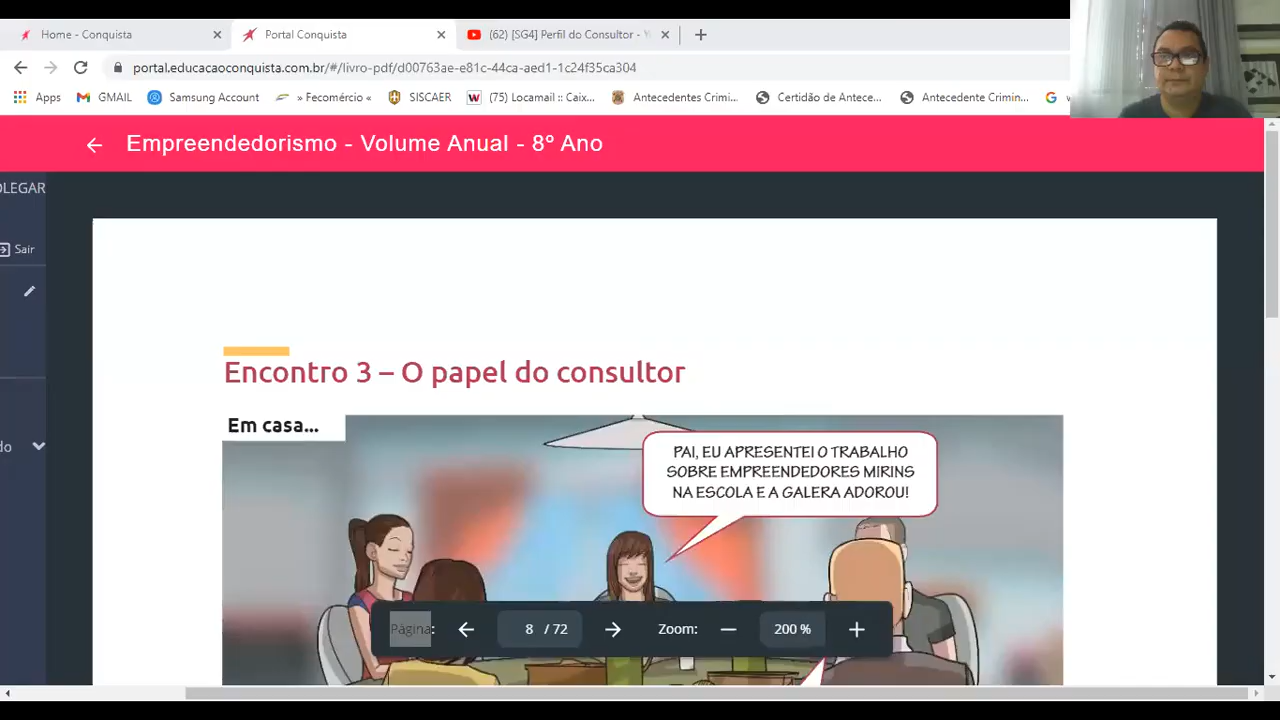 Home - Conquista
Portal Conquista
(62) [SG4] Perfil do Consultor -
portal.educacaoconquista.com.br/#/livro-pdf/d00763ae-e81c-44ca-aed1-1c24f35ca304
Apps GMAIL Samsung Account » Fecomércio « SISCAER (75) Locamail :: Caix... Antecedentes Crimi... Certidão de Antece... Antecedente Crimin...
Empreendedorismo - Volume Anual - 8º Ano
OLEGAR
Sair
do
Encontro 3 – O papel do consultor
Em casa...
PAI, EU APRESENTEI O TRABALHO
SOBRE EMPREENDEDORES MIRINS
NA ESCOLA E A GALERA ADOROU!
Página: 8 / 72 Zoom: 200 %